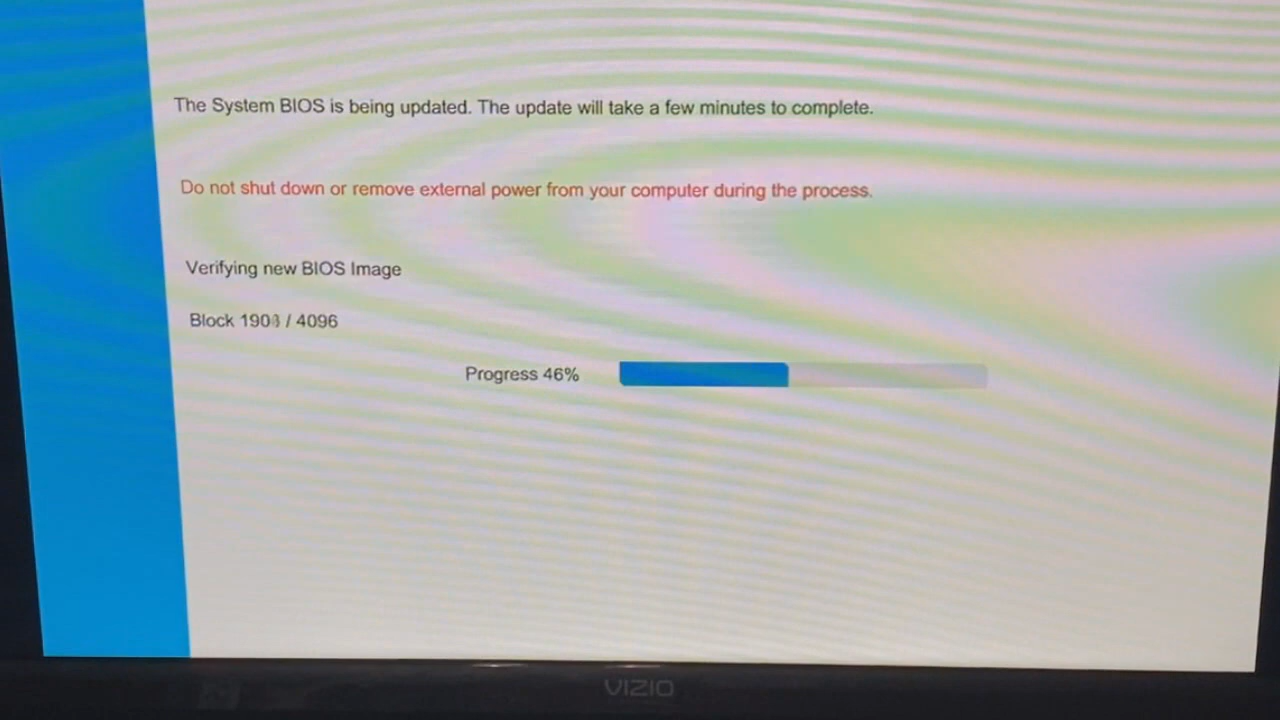 The System BIOS is being updated. The update will take a few minutes to complete.
Do not shut down or remove external power from your computer during the process.
Verifying new BIOS Image
Block / 4096
Progress 46%
VIZIO